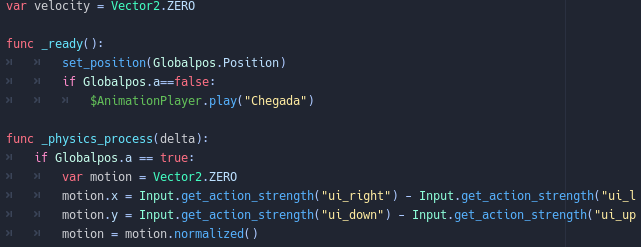 var velocity = Vector2.ZERO
func _ready():
set_position(Globalpos.Position)
if Globalpos.a==false:
$AnimationPlayer.play("Chegada")
func _physics_process(delta):
if Globalpos.a == true:
var motion = Vector2.ZERO
motion.x = Input.get_action_strength("ui_right") - Input.get_action_strength("ui_l
motion.y = Input.get_action_strength("ui_down") - Input.get_action_strength("ui_up
motion = motion.normalized()